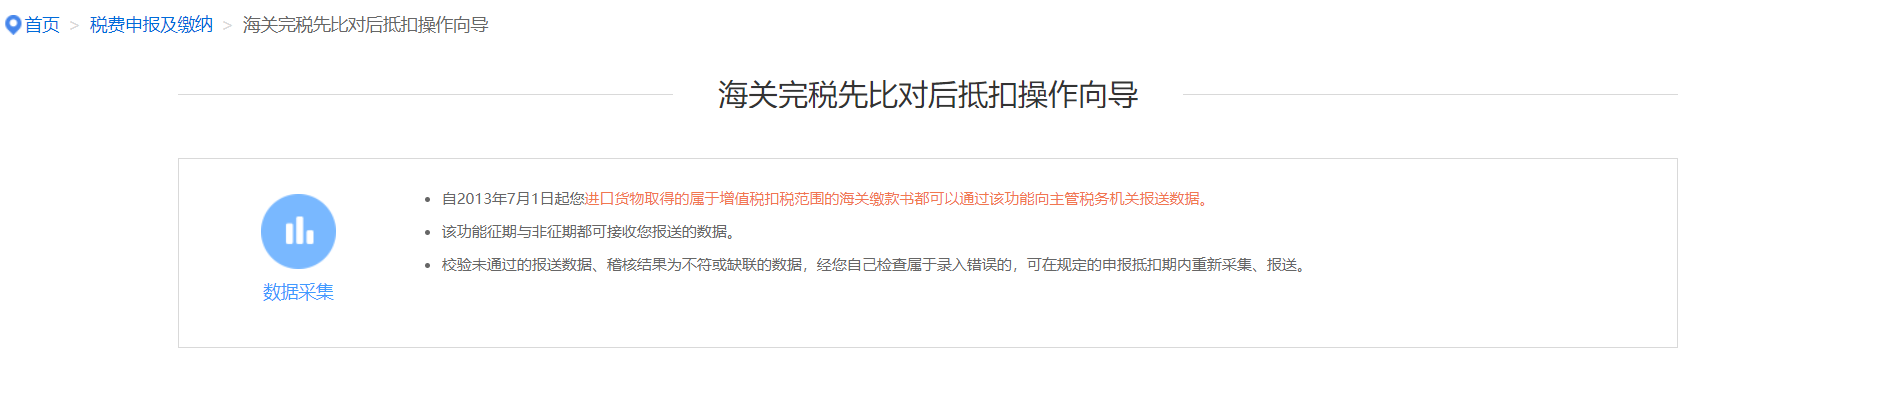 首页 > 税费申报及缴纳 > 海关完税先比对后抵扣操作向导
海关完税先比对后抵扣操作向导
数据采集
• 自2013年7月1日起您进口货物取得的属于增值税扣税范围的海关缴款书都可以通过该功能向主管税务机关报送数据。
• 该功能征期与非征期都可接收您报送的数据。
• 校验未通过的报送数据、稽核结果为不符或缺联的数据，经您自己检查属于录入错误的，可在规定的申报抵扣期内重新采集、报送。